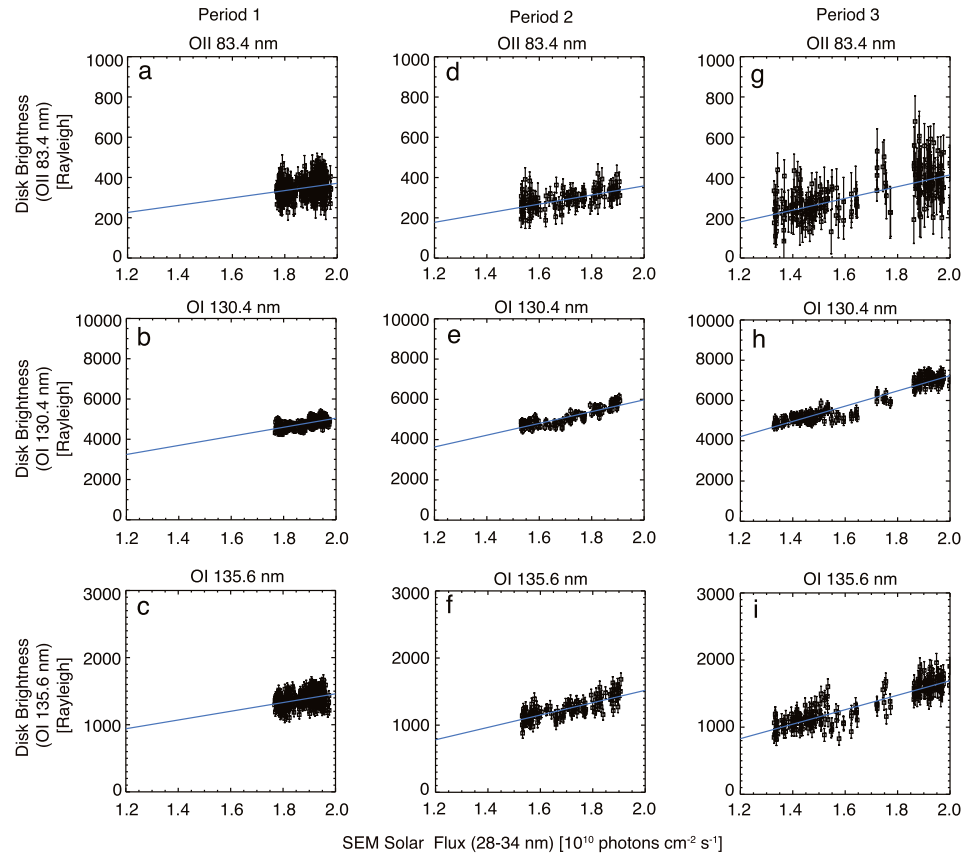 Period 1
Period 2
Period 3
OII 83.4 nm
OII 83.4 nm
OII 83.4 nm
Disk Brightness
(OII 83.4 nm)
[Rayleigh]
1000
800
600
400
200
0
a
1.2 1.4 1.6 1.8 2.0
1000
800
600
400
200
0
d
1.2 1.4 1.6 1.8 2.0
1000
800
600
400
200
0
g
1.2 1.4 1.6 1.8 2.0
OI 130.4 nm
OI 130.4 nm
OI 130.4 nm
Disk Brightness
(OI 130.4 nm)
[Rayleigh]
10000
8000
6000
4000
2000
0
b
1.2 1.4 1.6 1.8 2.0
10000
8000
6000
4000
2000
0
e
1.2 1.4 1.6 1.8 2.0
10000
8000
6000
4000
2000
0
h
1.2 1.4 1.6 1.8 2.0
OI 135.6 nm
OI 135.6 nm
OI 135.6 nm
Disk Brightness
(OI 135.6 nm)
[Rayleigh]
3000
2000
1000
0
c
1.2 1.4 1.6 1.8 2.0
3000
2000
1000
0
f
1.2 1.4 1.6 1.8 2.0
3000
2000
1000
0
i
1.2 1.4 1.6 1.8 2.0
SEM Solar Flux (28-34 nm) [10¹⁰ photons cm⁻² s⁻¹]